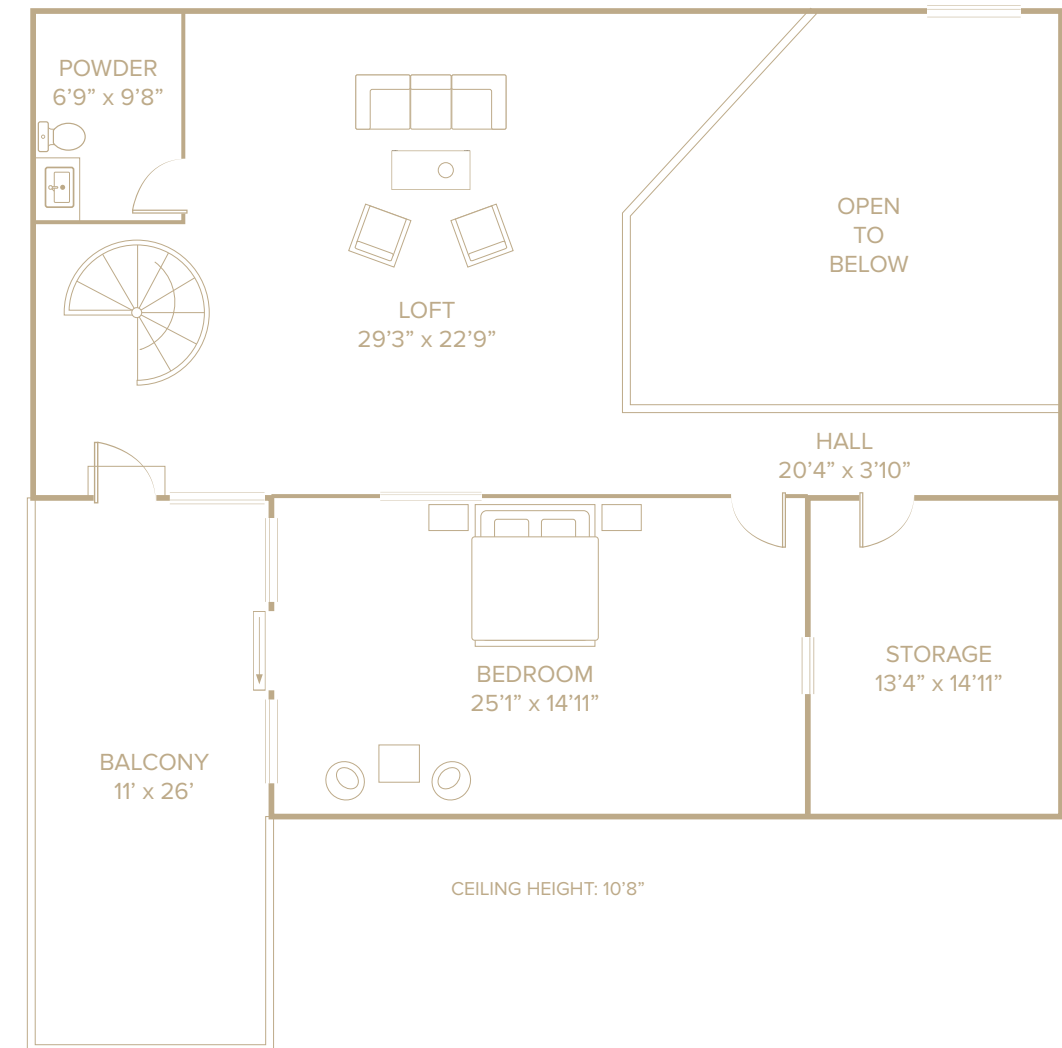 POWDER
6’9” x 9’8”
OPEN
TO
BELOW
LOFT
29’3” x 22’9”
HALL
20’4” x 3’10”
STORAGE
13’4” x 14’11”
BEDROOM
25’1” x 14’11”
BALCONY
11’ x 26’
CEILING HEIGHT: 10’8”